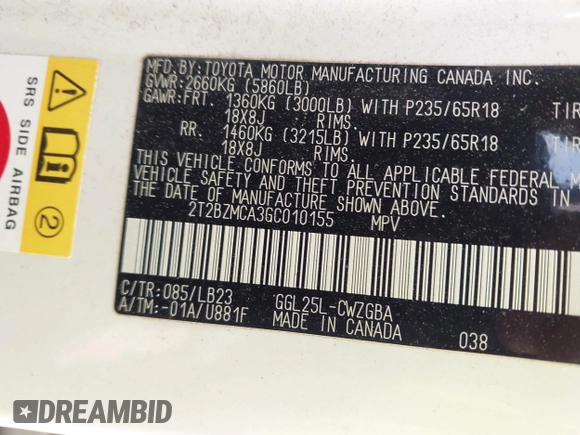 MFD. BY: TOYOTA MOTOR MANUFACTURING CANADA INC.
GVWR: 2660KG (5860LB)
GAWR: FRT. 1360KG (3000LB) WITH P235/65R18 TIR
18X8J RIMS.
RR. 1460KG (3215LB) WITH P235/65R18 TIR
18X8J RIMS.
THIS VEHICLE CONFORMS TO ALL APPLICABLE FEDERAL M
SAFETY AND THEFT PREVENTION STANDARDS IN
THE DATE OF MANUFACTURE.
2T2BZMCA3GC010155 MPV
C/TR: 085/LB23 GGL25L-CWZGBA
A/TM: -01A/U881F MADE IN CANADA 038
SRS SIDE AIRBAG
2
DREAMBID
DREAMBID